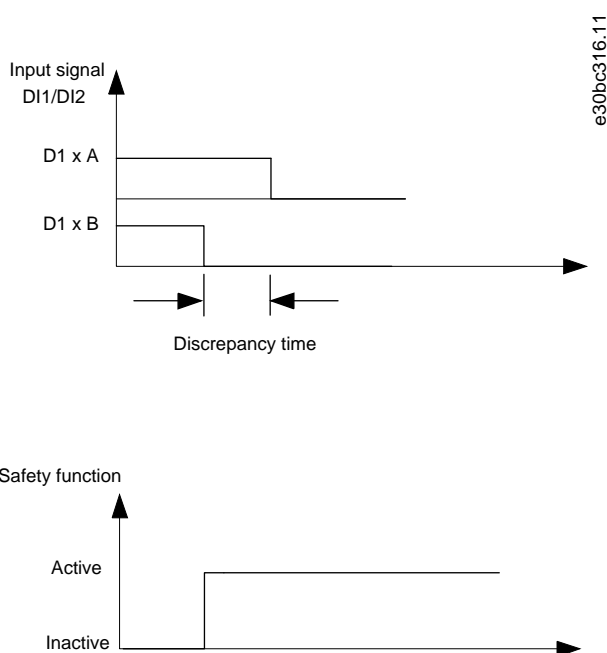 e30bc316.11
Input signal
DI1/DI2
D1 x A
D1 x B
Discrepancy time
Safety function
Active
Inactive